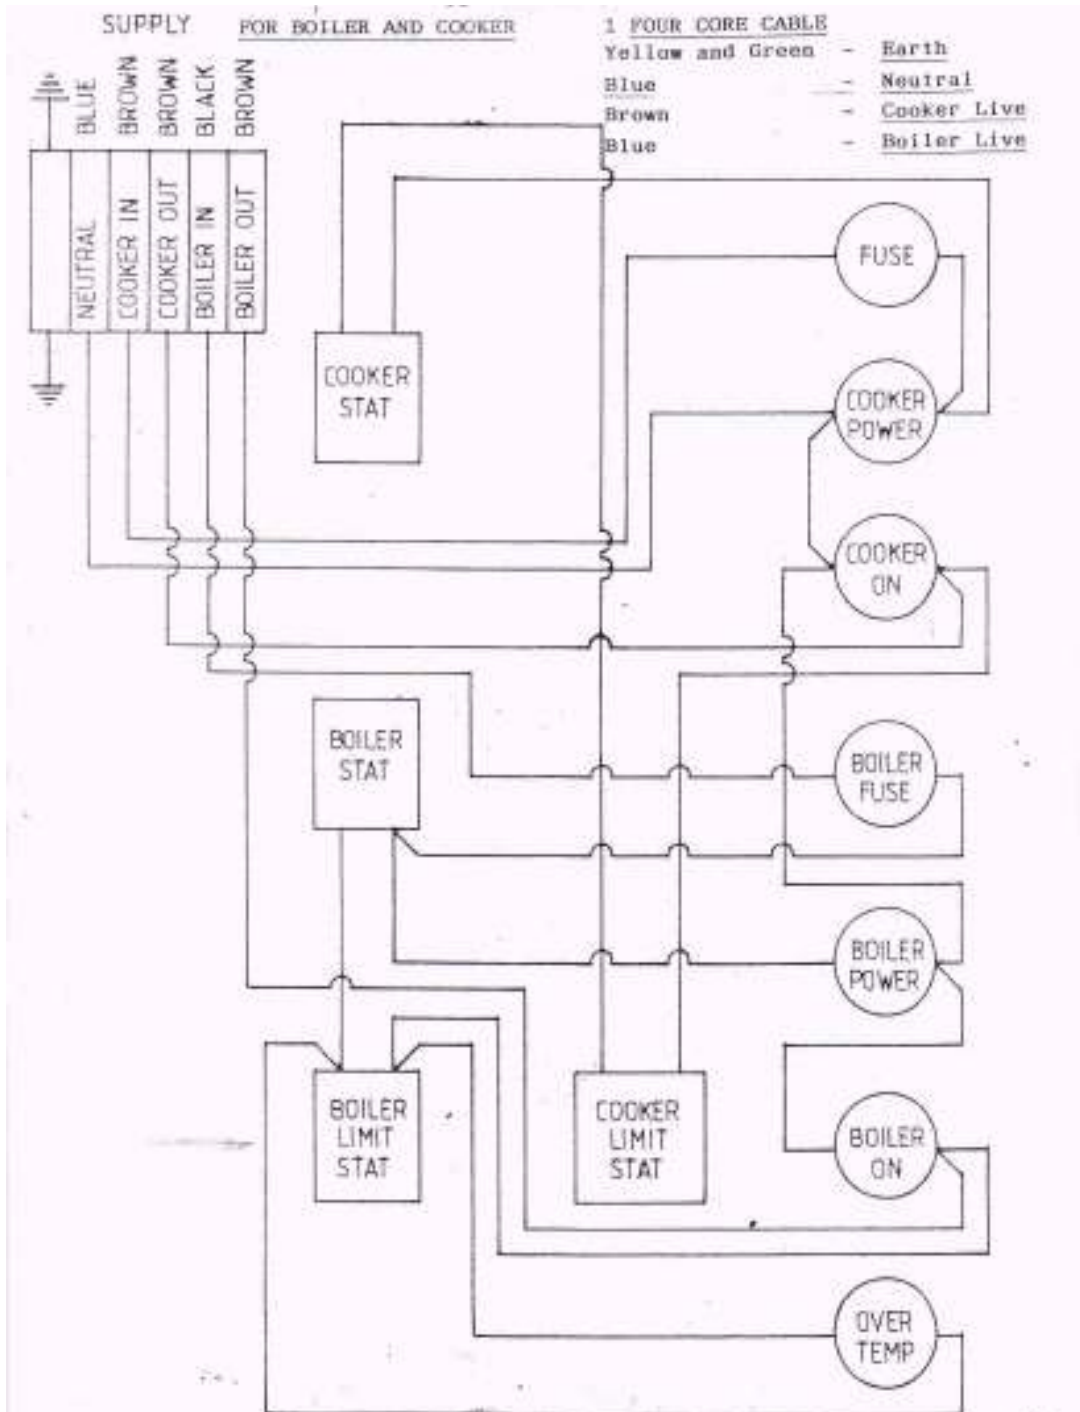 SUPPLY
FOR BOILER AND COOKER
1 FOUR CORE CABLE
Yellow and Green - Earth
Blue - Neutral
Brown - Cooker Live
Blue - Boiler Live
BLUE
BROWN
BROWN
BLACK
BROWN
NEUTRAL
COOKER IN
COOKER OUT
BOILER IN
BOILER OUT
FUSE
COOKER
STAT
COOKER
POWER
COOKER
ON
BOILER
STAT
BOILER
FUSE
BOILER
POWER
BOILER
LIMIT
STAT
COOKER
LIMIT
STAT
BOILER
ON
OVER
TEMP